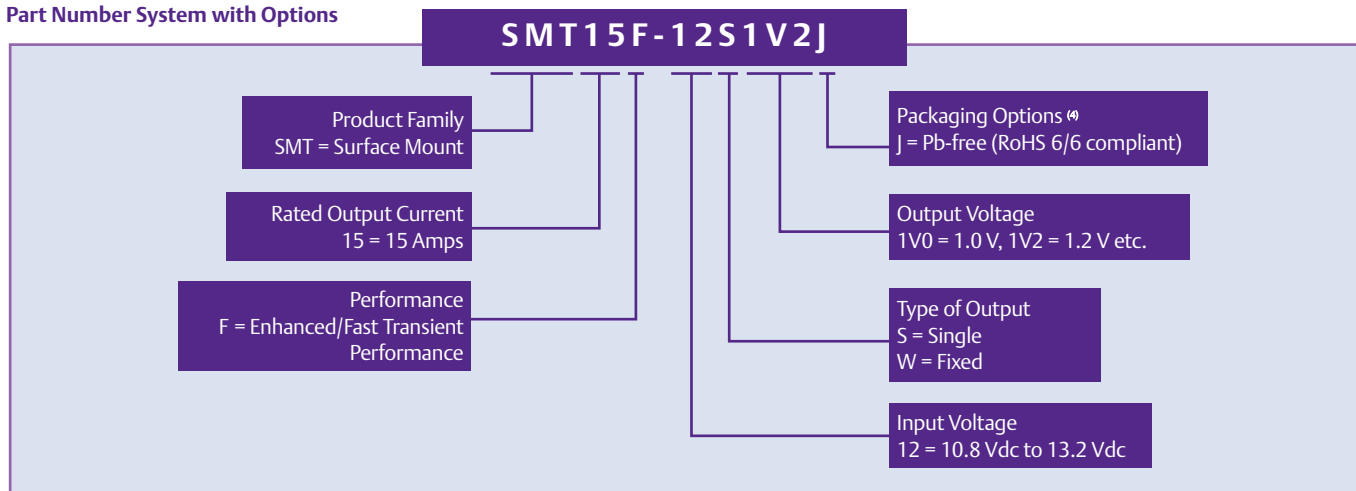 Part Number System with Options
SMT15F-12S1V2J
Product Family
SMT = Surface Mount
Rated Output Current
15 = 15 Amps
Performance
F = Enhanced/Fast Transient
Performance
Packaging Options (4)
J = Pb-free (RoHS 6/6 compliant)
Output Voltage
1V0 = 1.0 V, 1V2 = 1.2 V etc.
Type of Output
S = Single
W = Fixed
Input Voltage
12 = 10.8 Vdc to 13.2 Vdc